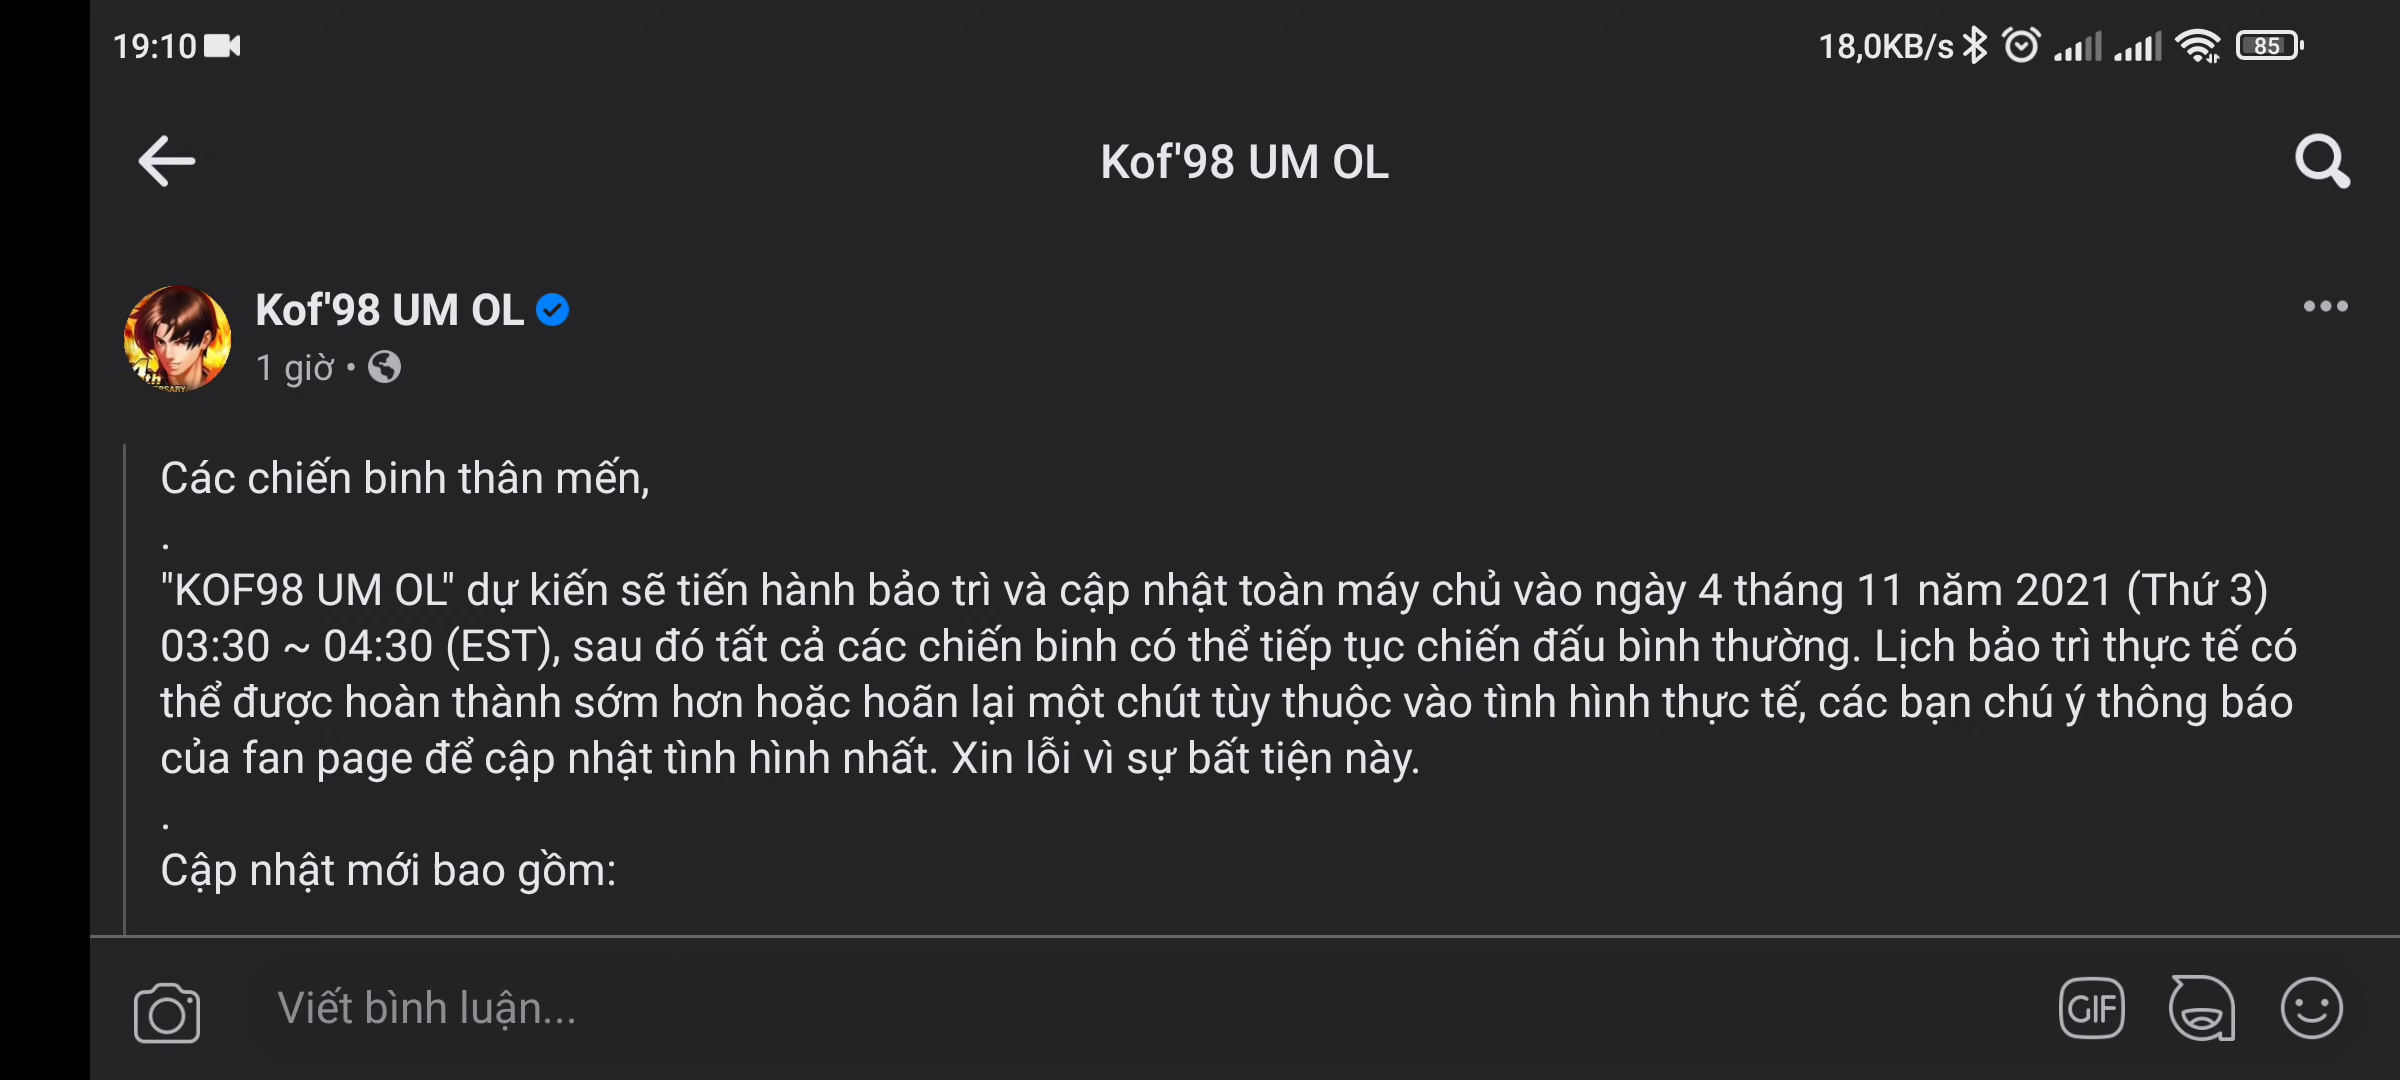 19:10
18,0KB/s
85
Kof'98 UM OL
Kof'98 UM OL
1 giờ •
Các chiến binh thân mến,
.
"KOF98 UM OL" dự kiến sẽ tiến hành bảo trì và cập nhật toàn máy chủ vào ngày 4 tháng 11 năm 2021 (Thứ 3)
03:30 ~ 04:30 (EST), sau đó tất cả các chiến binh có thể tiếp tục chiến đấu bình thường. Lịch bảo trì thực tế có
thể được hoàn thành sớm hơn hoặc hoãn lại một chút tùy thuộc vào tình hình thực tế, các bạn chú ý thông báo
của fan page để cập nhật tình hình nhất. Xin lỗi vì sự bất tiện này.
.
Cập nhật mới bao gồm:
Viết bình luận...
GIF